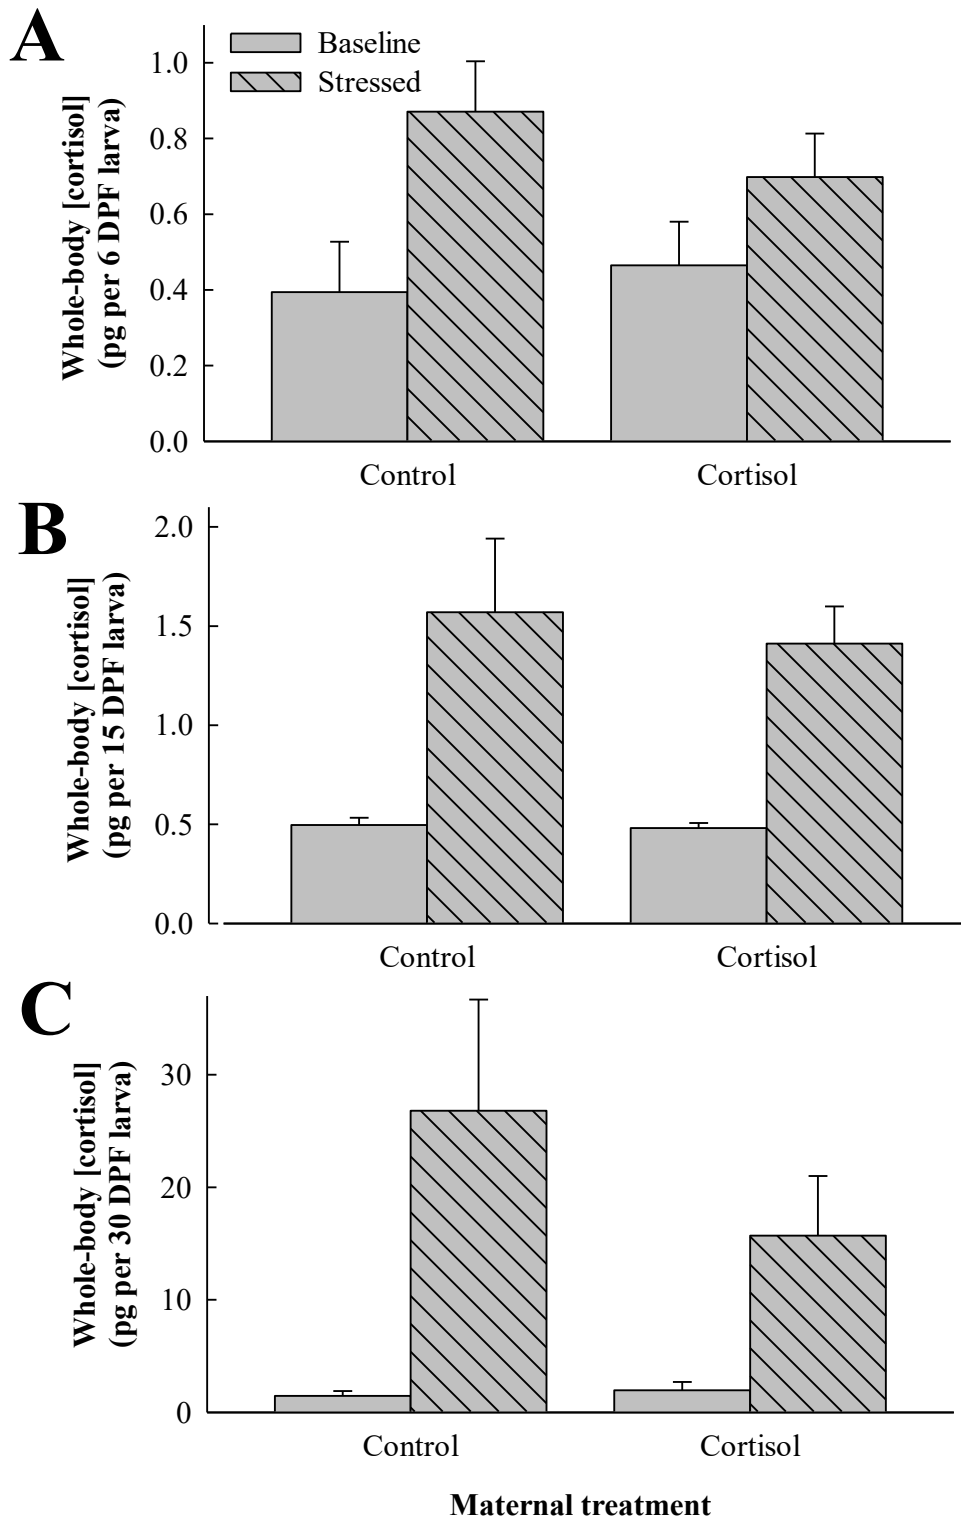 A
Baseline
Stressed
Whole-body [cortisol]
(pg per 6 DPF larva)
1.0
0.8
0.6
0.4
0.2
0.0
Control Cortisol
B
Whole-body [cortisol]
(pg per 15 DPF larva)
2.0
1.5
1.0
0.5
0.0
Control Cortisol
C
Whole-body [cortisol]
(pg per 30 DPF larva)
30
20
10
0
Control Cortisol
Maternal treatment